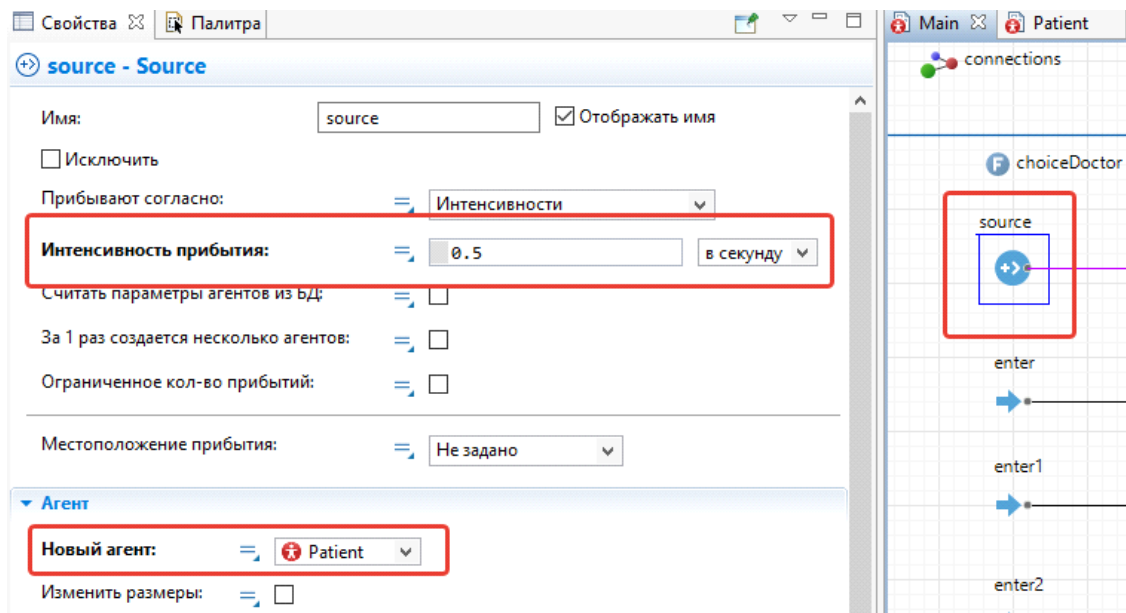 Свойства Палитра
source - Source
Имя: source Отображать имя
Исключить
Прибывают согласно: Интенсивности
Интенсивность прибытия: 0.5 в секунду
Считать параметры агентов из БД:
За 1 раз создается несколько агентов:
Ограниченное кол-во прибытий:
Местоположение прибытия: Не задано
Агент
Новый агент: Patient
Изменить размеры:
Main Patient
connections
F choiceDoctor
source
enter
enter1
enter2